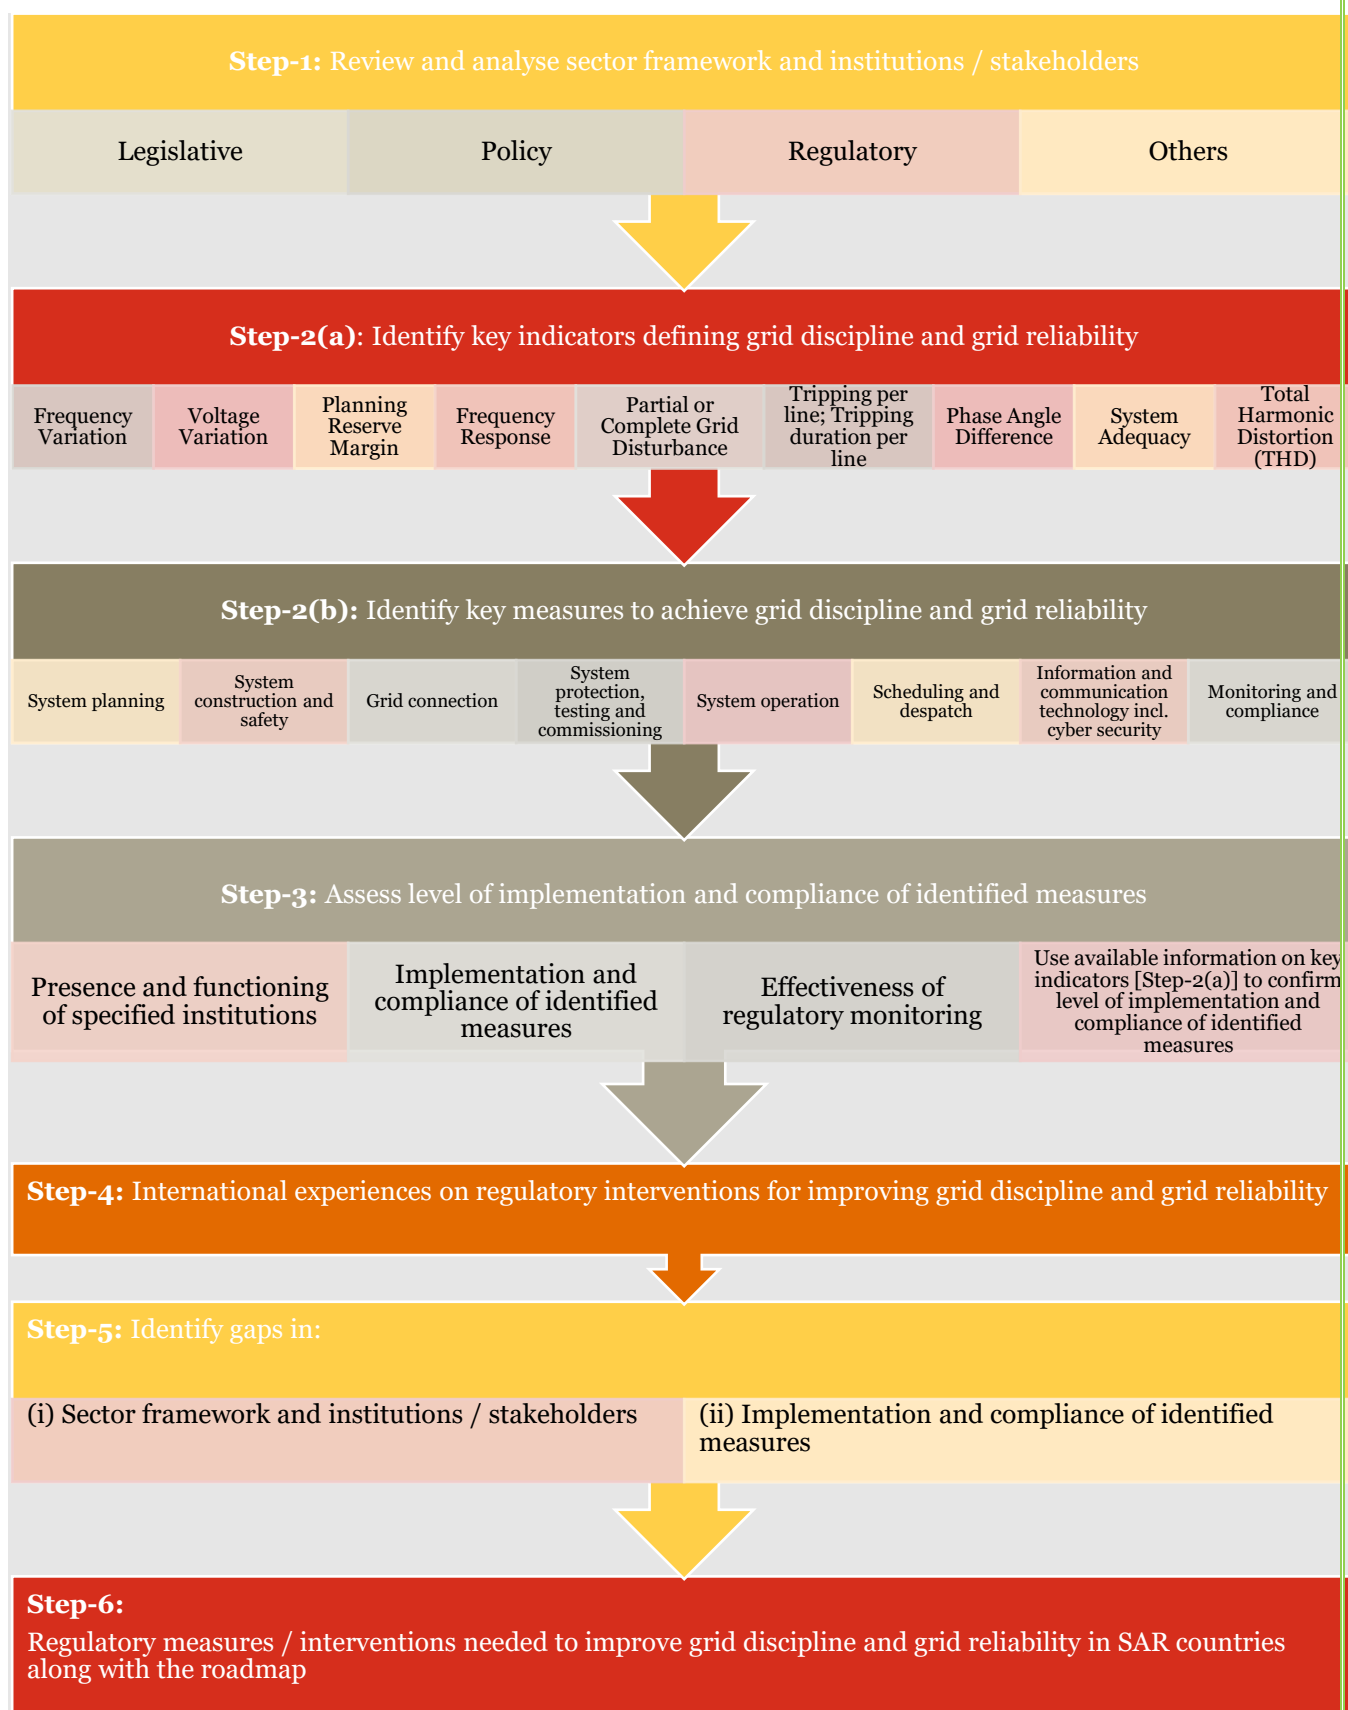 Step-1: Review and analyse sector framework and institutions / stakeholders
Legislative
Policy
Regulatory
Others
Step-2(a): Identify key indicators defining grid discipline and grid reliability
Frequency
Variation
Voltage
Variation
Planning
Reserve
Margin
Frequency
Response
Partial or
Complete Grid
Disturbance
Tripping per
line; Tripping
duration per
line
Phase Angle
Difference
System
Adequacy
Total
Harmonic
Distortion
(THD)
Step-2(b): Identify key measures to achieve grid discipline and grid reliability
System planning
System
construction and
safety
Grid connection
System
protection,
testing and
commissioning
System operation
Scheduling and
despatch
Information and
communication
technology incl.
cyber security
Monitoring and
compliance
Step-3: Assess level of implementation and compliance of identified measures
Presence and functioning
of specified institutions
Implementation and
compliance of identified
measures
Effectiveness of
regulatory monitoring
Use available information on key
indicators [Step-2(a)] to confirm
level of implementation and
compliance of identified
measures
Step-4: International experiences on regulatory interventions for improving grid discipline and grid reliability
Step-5: Identify gaps in:
(i) Sector framework and institutions / stakeholders
(ii) Implementation and compliance of identified
measures
Step-6:
Regulatory measures / interventions needed to improve grid discipline and grid reliability in SAR countries
along with the roadmap